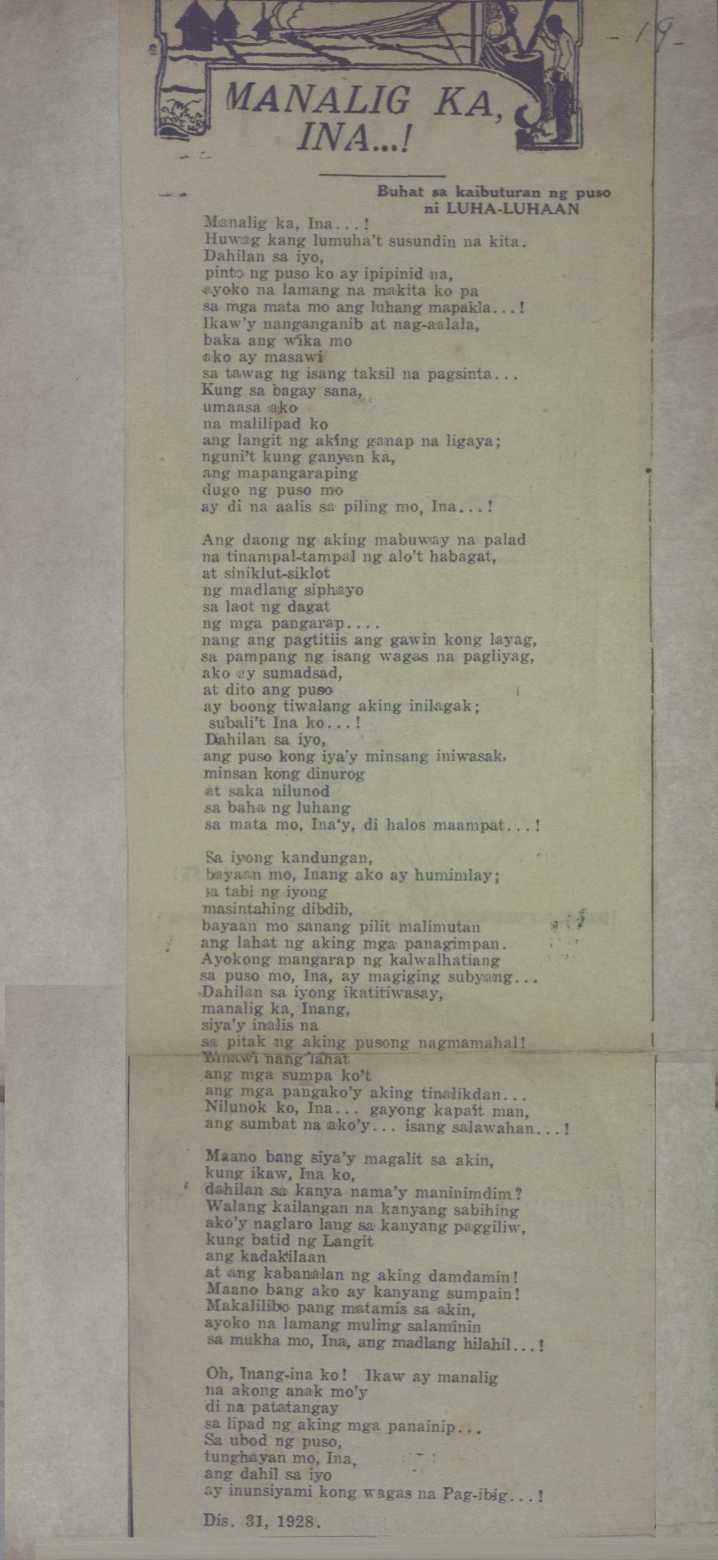 -19-
MANALIG KA,
INA...!
Buhat sa kaibuturan ng puso
ni LUHA-LUHAAN
Manalig ka, Ina...!
Huwag kang lumuha't susundin na kita.
Dahilan sa iyo,
pinto ng puso ko ay ipipinid na,
ayoko na lamang na makita ko pa
sa mga mata mo ang luhang mapakla...!
Ikaw'y nanganganib at nag-aalala,
baka ang wika mo
ako ay masawi
sa tawag ng isang taksil na pagsinta...
Kung sa bagay sana,
umaasa ako
na malilipad ko
ang langit ng aking ganap na ligaya;
nguni't kung ganyan ka,
ang mapangaraping
dugo ng puso mo
ay di na aalis sa piling mo, Ina...!
Ang daong ng aking mabuway na palad
na tinampal-tampal ng alo't habagat,
at siniklut-siklot
ng madlang siphayo
sa laot ng dagat
ng mga pangarap....
nang ang pagtitiis ang gawin kong layag,
sa pampang ng isang wagas na pagliyag,
ako ay sumadsad,
at dito ang puso
ay boong tiwalang aking inilagak;
subali't Ina ko...!
Dahilan sa iyo,
ang puso kong iya'y minsang iniwasak,
minsan kong dinurog
at saka nilunod
sa baha ng luhang
sa mata mo, Ina'y, di halos maampat...!
Sa iyong kandungan,
bayaan mo, Inang ako ay humimlay;
sa tabi ng iyong
masintahing dibdib,
bayaan mo sanang pilit malimutan
ang lahat ng aking mga panagimpan.
Ayokong mangarap ng kalwalhatiang
sa puso mo, Ina, ay magiging subyang...
Dahilan sa iyong ikatitiwasay,
manalig ka, Inang,
siya'y inalis na
sa pitak ng aking pusong nagmamahal!
Binawi nang lahat
ang mga sumpa ko't
ang mga pangako'y aking tinalikdan...
Nilunok ko, Ina... gayong kapait man,
ang sumbat na ako'y... isang salawahan...!
Maano bang siya'y magalit sa akin,
kung ikaw, Ina ko,
dahilan sa kanya nama'y maninimdim?
Walang kailangan na kanyang sabihing
ako'y naglaro lang sa kanyang paggiliw,
kung batid ng Langit
ang kadakilaan
at ang kabanalan ng aking damdamin!
Maano bang ako ay kanyang sumpain!
Makalilibo pang matamis sa akin,
ayoko na lamang muling salaminin
sa mukha mo, Ina, ang madlang hilahil...!
Oh, Inang-ina ko! Ikaw ay manalig
na akong anak mo'y
di na patatangay
sa lipad ng aking mga panainip...
Sa ubod ng puso,
tunghayan mo, Ina,
ang dahil sa iyo
ay inunsiyami kong wagas na Pag-ibig...!
Dis. 31, 1928.